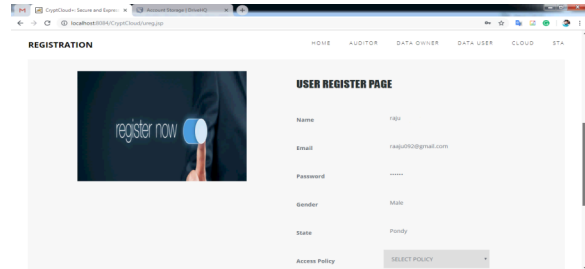 CryptCloud+: Secure and Expres
Account Storage | DriveHQ
localhost:8084/CryptCloud/ureg.jsp
REGISTRATION
HOME AUDITOR DATA OWNER DATA USER CLOUD STA
USER REGISTER PAGE
register now
Name raju
Email raaju092@gmail.com
Password ······
Gender Male
State Pondy
Access Policy SELECT POLICY